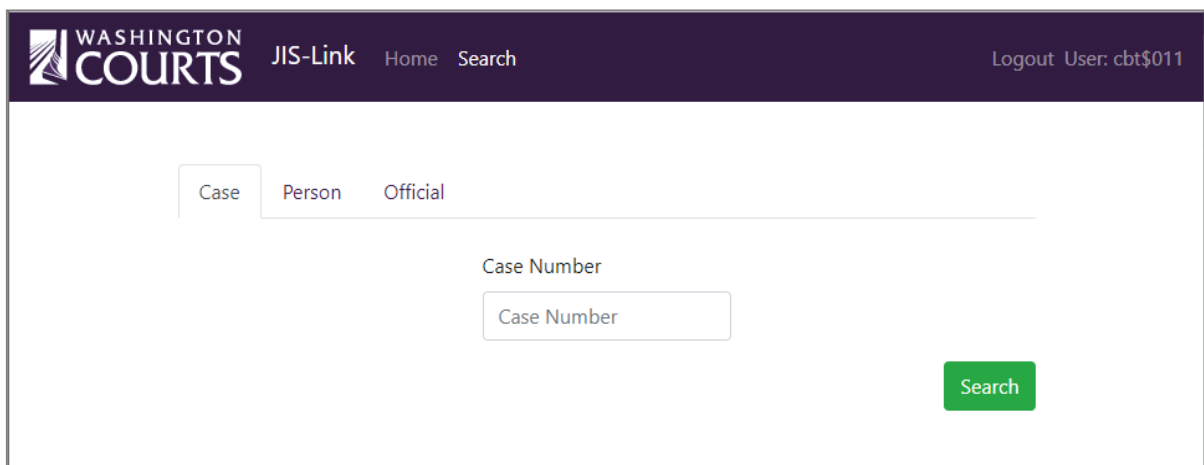 WASHINGTON
COURTS
JIS-Link Home Search Logout User: cbt$011
Case Person Official
Case Number
Case Number
Search